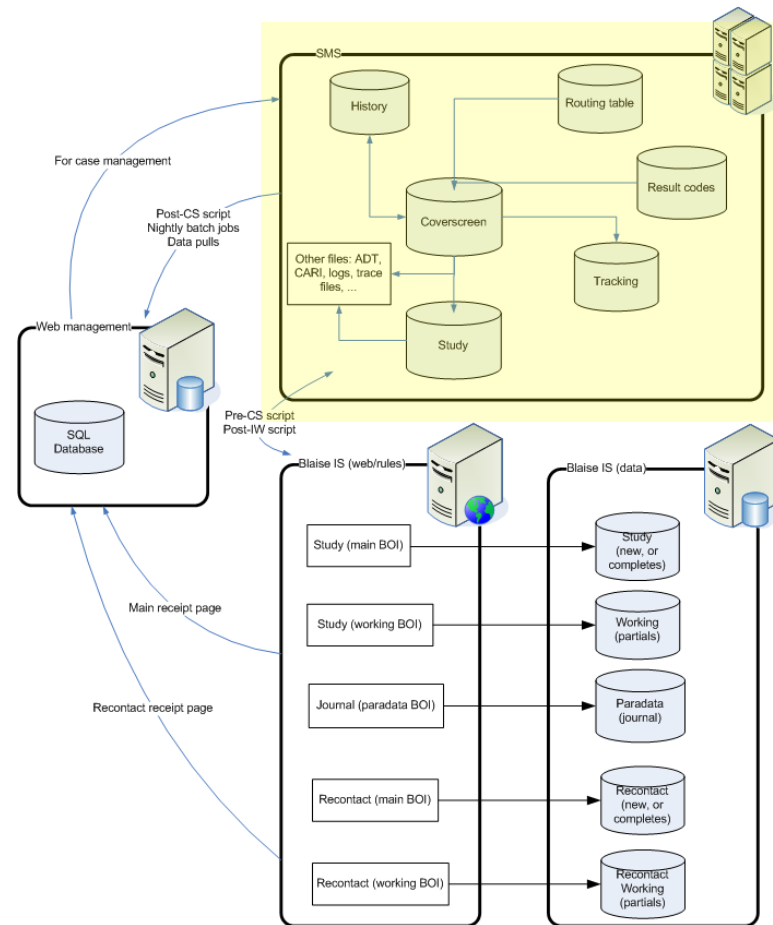 SMS
History
Routing table
For case management
Result codes
Post-CS script
Nightly batch jobs
Data pulls
Coverscreen
Other files: ADT,
CARI, logs, trace
files, ...
Tracking
Web management
Study
SQL
Database
Pre-CS script
Post-IW script
Blaise IS (web/rules)
Blaise IS (data)
Study (main BOI)
Study
(new, or
completes)
Main receipt page
Study (working BOI)
Working
(partials)
Recontact receipt page
Journal (paradata BOI)
Paradata
(journal)
Recontact (main BOI)
Recontact
(new, or
completes)
Recontact (working BOI)
Recontact
Working
(partials)